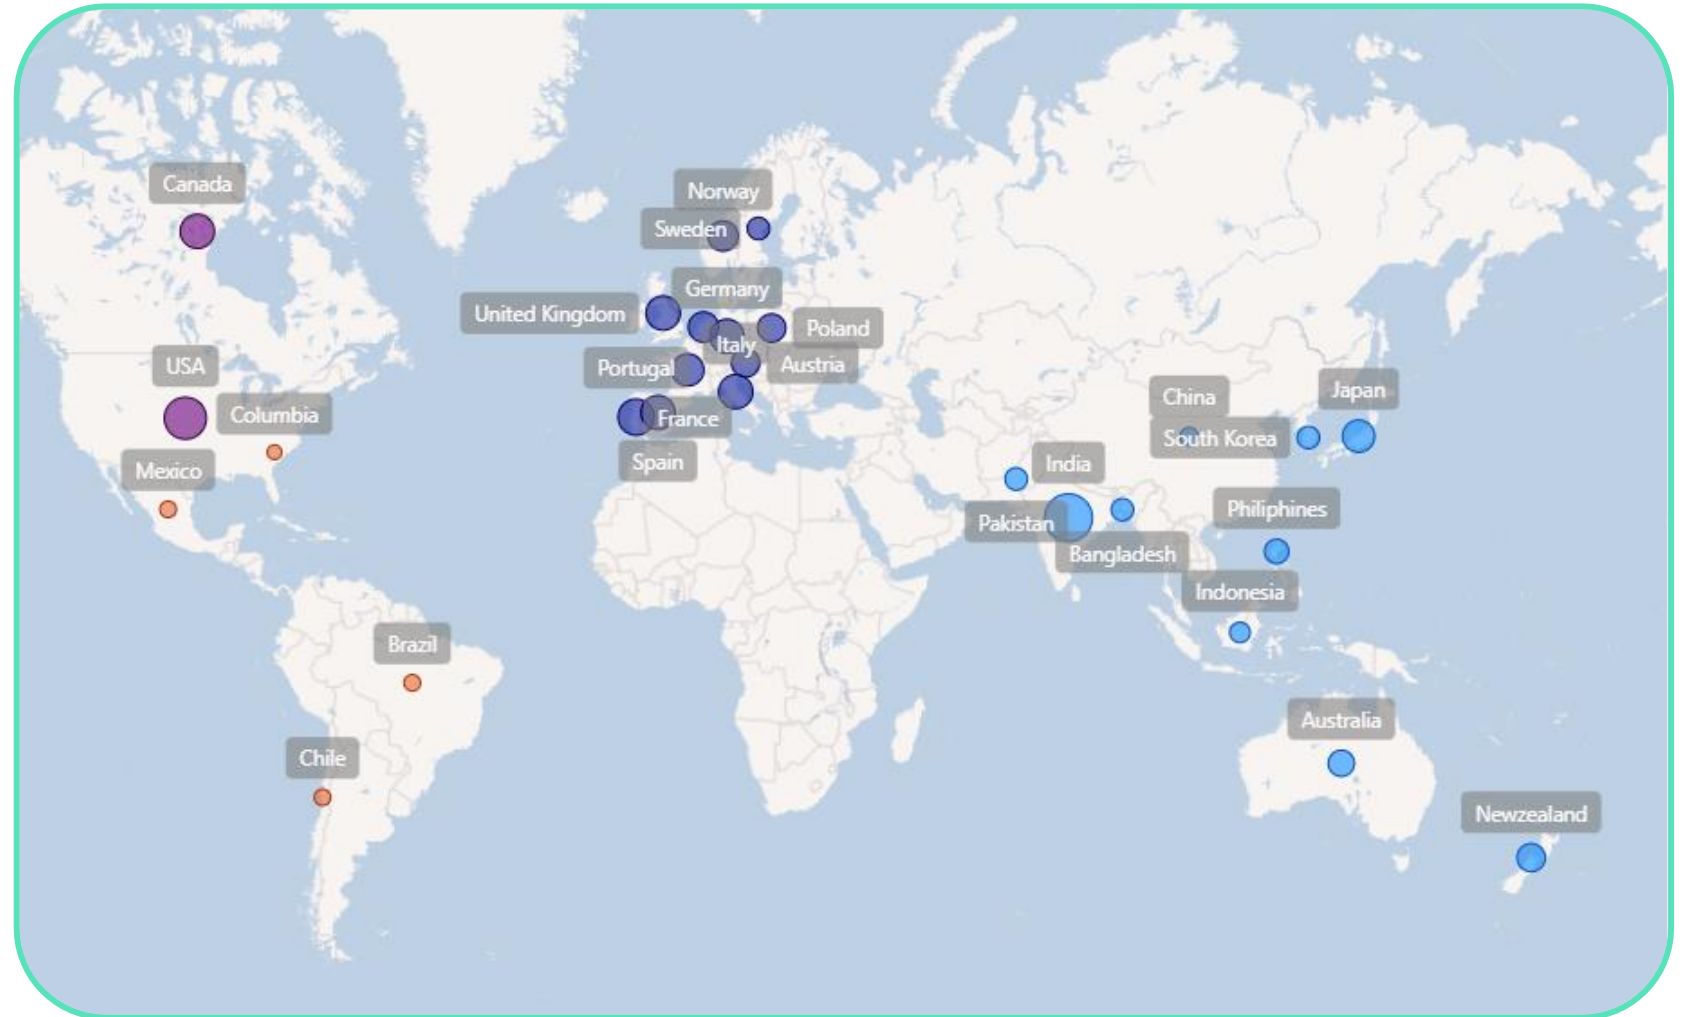 Canada
Norway
Sweden
Germany
United Kingdom
Poland
Italy
Portugal
Austria
USA
Columbia
France
Mexico
Spain
China
Japan
South Korea
India
Pakistan
Philiphines
Bangladesh
Indonesia
Brazil
Australia
Chile
Newzealand